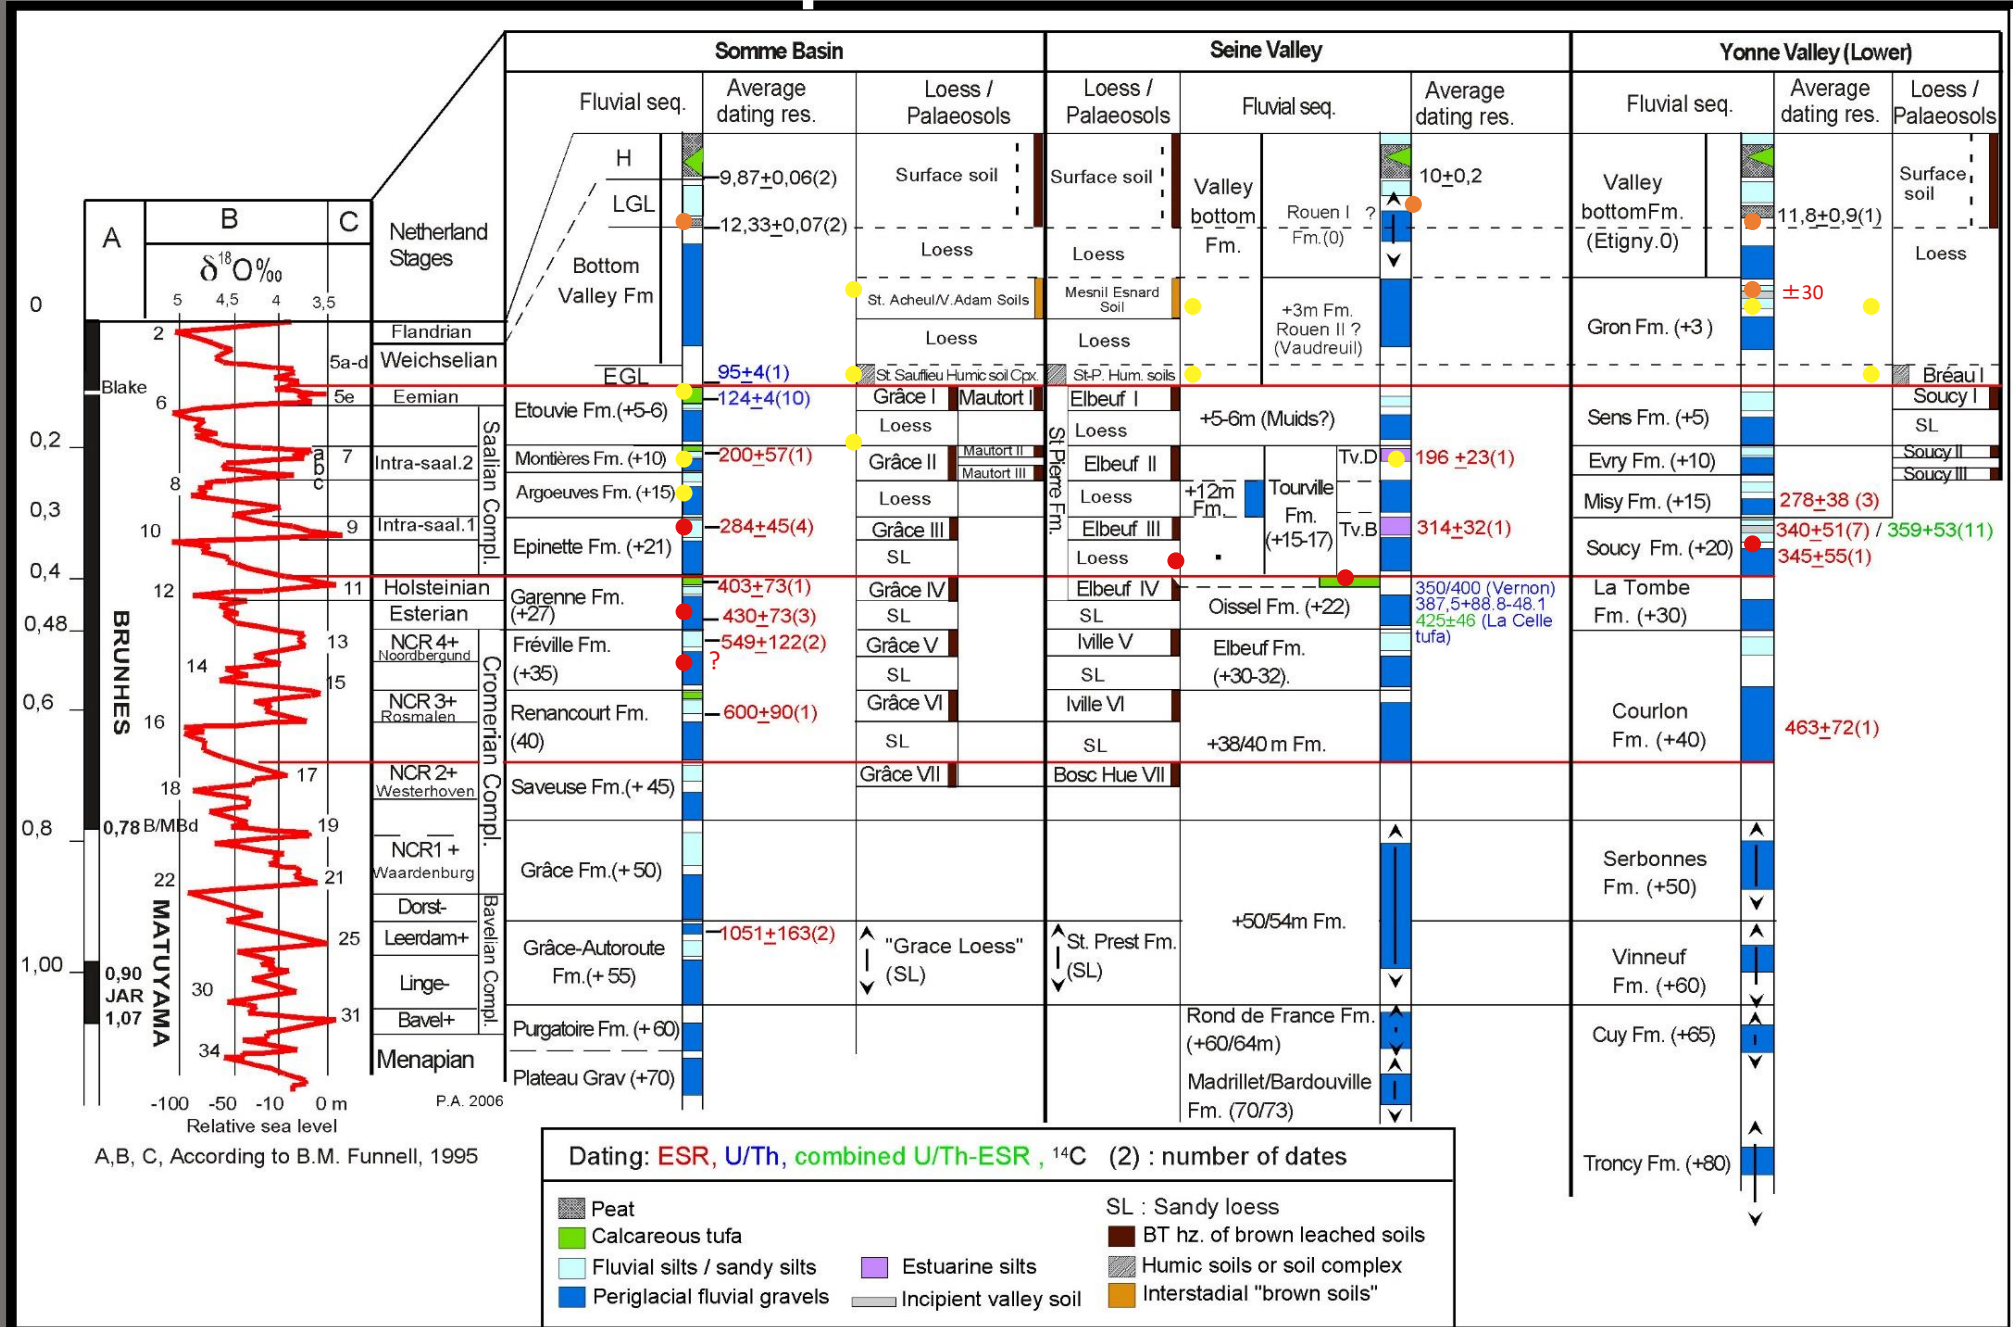 Somme Basin
Seine Valley
Yonne Valley (Lower)
Fluvial seq.
Average
dating res.
Loess /
Palaeosols
Loess /
Palaeosols
Fluvial seq.
Average
dating res.
Fluvial seq.
Average
dating res.
Loess /
Palaeosols
A
B
C
δ¹⁸O‰
5
4,5
4
3,5
Netherland
Stages
0
0,2
0,3
0,4
0,48
0,6
0,8
1,00
Blake
BRUNHES
MATUYAMA
0,78 B/MBd
0,90
JAR
1,07
2
6
8
10
12
14
16
18
22
30
34
5a-d
5e
a
b
c
7
9
11
13
15
17
19
21
25
31
-100
-50
-10
0 m
Relative sea level
A,B, C, According to B.M. Funnell, 1995
P.A. 2006
Flandrian
Weichselian
Eemian
Saalian Compl.
Intra-saal.2
Intra-saal.1
Holsteinian
Esterian
Cromerian Compl.
NCR 4+
Noordbergund
NCR 3+
Rosmalen
NCR 2+
Westerhoven
NCR1 +
Waardenburg
Bavelian Compl.
Dorst-
Leerdam+
Linge-
Bavel+
Menapian
H
LGL
Bottom
Valley Fm
EGL
Etouvie Fm.(+5-6)
Montières Fm. (+10)
Argoeuves Fm. (+15)
Epinette Fm. (+21)
Garenne Fm.
(+27)
Fréville Fm.
(+35)
Renancourt Fm.
(40)
Saveuse Fm.(+ 45)
Grâce Fm.(+ 50)
Grâce-Autoroute
Fm.(+ 55)
Purgatoire Fm. (+ 60)
Plateau Grav (+70)
9,87±0,06(2)
12,33±0,07(2)
95±4(1)
124±4(10)
200±57(1)
284±45(4)
403±73(1)
430±73(3)
549±122(2)
?
600±90(1)
1051±163(2)
Surface soil
Loess
St. Acheul/V.Adam Soils
Loess
St. Sauflieu Humic soil Cpx.
Grâce I
Mautort I
Loess
Grâce II
Mautort II
Mautort III
Loess
Grâce III
SL
Grâce IV
SL
Grâce V
SL
Grâce VI
SL
Grâce VII
"Grace Loess"
(SL)
Surface soil
Loess
Mesnil Esnard
Soil
Loess
St-P. Hum. soils
St Pierre Fm.
Elbeuf I
Loess
Elbeuf II
Loess
Elbeuf III
Loess
Elbeuf IV
SL
Iville V
SL
Iville VI
SL
Bosc Hue VII
St. Prest Fm.
(SL)
Valley
bottom
Fm.
Rouen I ?
Fm.(0)
+3m Fm.
Rouen II ?
(Vaudreuil)
+5-6m (Muids?)
+12m
Fm.
Tourville
Fm.
(+15-17)
Tv.D
Tv.B
Oissel Fm. (+22)
Elbeuf Fm.
(+30-32).
+38/40 m Fm.
+50/54m Fm.
Rond de France Fm.
(+60/64m)
Madrillet/Bardouville
Fm. (70/73)
10±0,2
196 ±23(1)
314±32(1)
350/400 (Vernon)
387,5+88.8-48.1
425±46 (La Celle
tufa)
Valley
bottomFm.
(Etigny.0)
Gron Fm. (+3 )
Sens Fm. (+5)
Evry Fm. (+10)
Misy Fm. (+15)
Soucy Fm. (+20)
La Tombe
Fm. (+30)
Courlon
Fm. (+40)
Serbonnes
Fm. (+50)
Vinneuf
Fm. (+60)
Cuy Fm. (+65)
Troncy Fm. (+80)
11,8±0,9(1)
±30
278±38 (3)
340±51(7) / 359+53(11)
345±55(1)
463±72(1)
Surface
soil
Loess
Bréau I
Soucy I
SL
Soucy II
Soucy III
Dating: ESR, U/Th, combined U/Th-ESR , ¹⁴C (2) : number of dates
Peat
Calcareous tufa
Fluvial silts / sandy silts
Periglacial fluvial gravels
Estuarine silts
Incipient valley soil
SL : Sandy loess
BT hz. of brown leached soils
Humic soils or soil complex
Interstadial "brown soils"